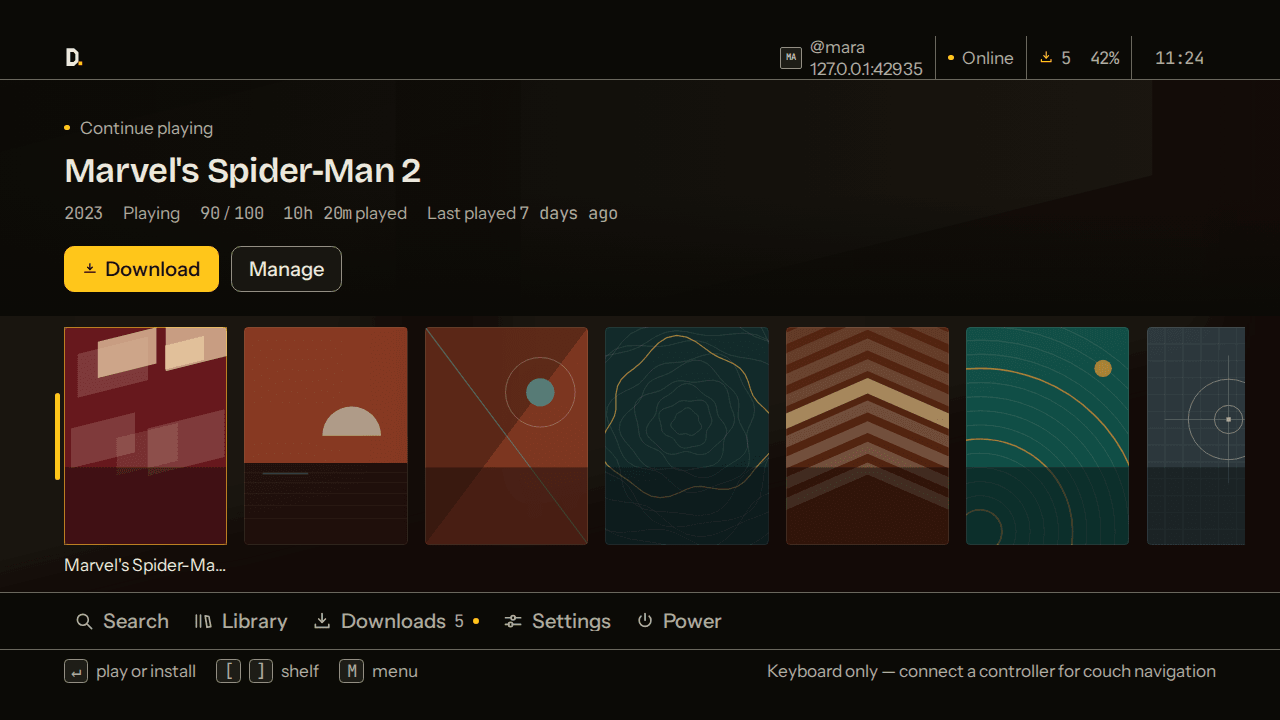 D.
MA @mara
127.0.0.1:42935
Online
5 42%
11:24
Continue playing
Marvel's Spider-Man 2
2023 Playing 90 / 100 10h 20m played Last played 7 days ago
Download Manage
Marvel's Spider-Ma...
Search Library Downloads 5 Settings Power
↵ play or install [ ] shelf M menu
Keyboard only — connect a controller for couch navigation